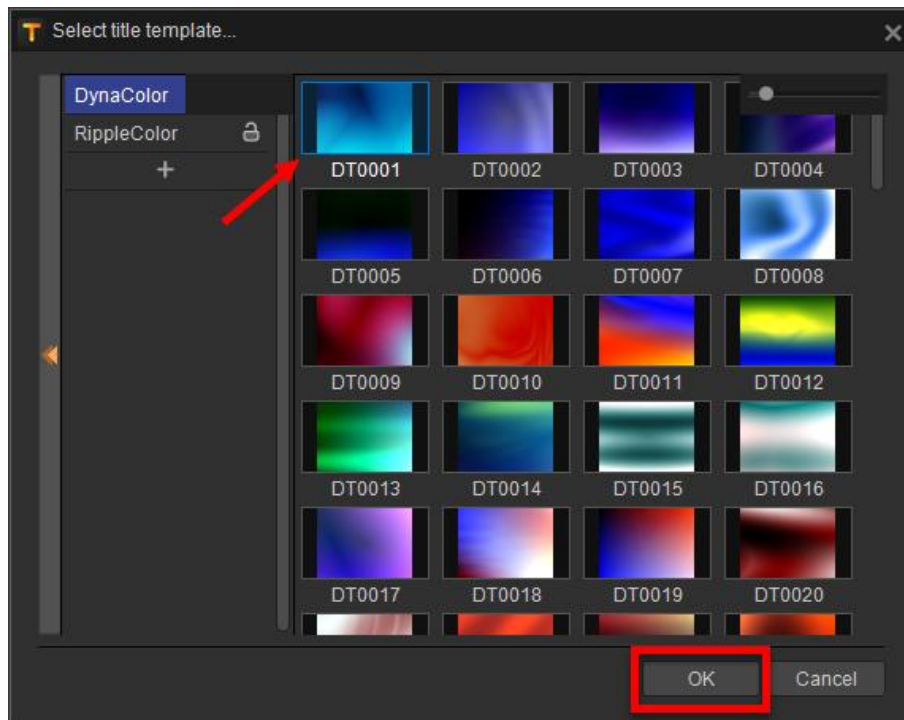 T Select title template...
DynaColor
RippleColor
+
DT0001 DT0002 DT0003 DT0004
DT0005 DT0006 DT0007 DT0008
DT0009 DT0010 DT0011 DT0012
DT0013 DT0014 DT0015 DT0016
DT0017 DT0018 DT0019 DT0020
OK Cancel